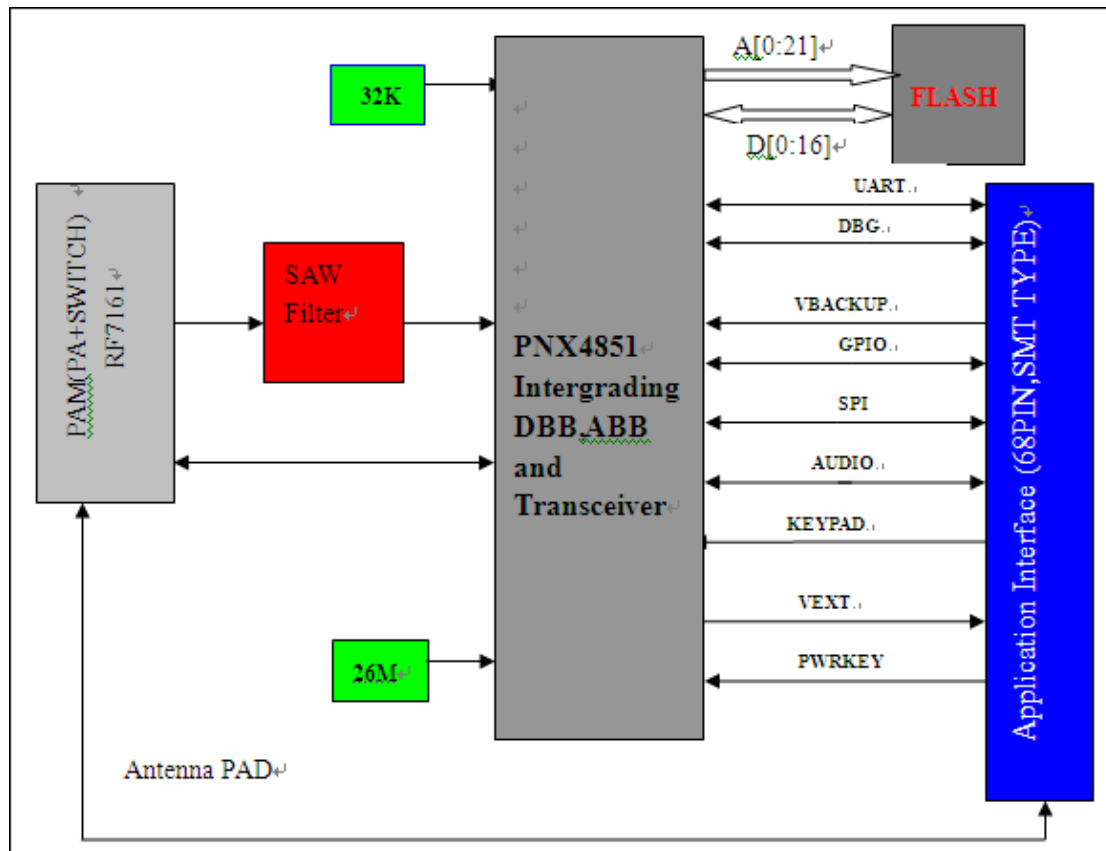 A[0:21]
32K
FLASH
D[0:16]
UART
DBG
PAM(PA+SWITCH)
RF7161
SAW
Filter
VBACKUP
GPIO
PNX4851
Intergrading
DBB,ABB
and
Transceiver
SPI
AUDIO
KEYPAD
VEXT
26M
PWRKEY
Application Interface (68PIN,SMT TYPE)
Antenna PAD